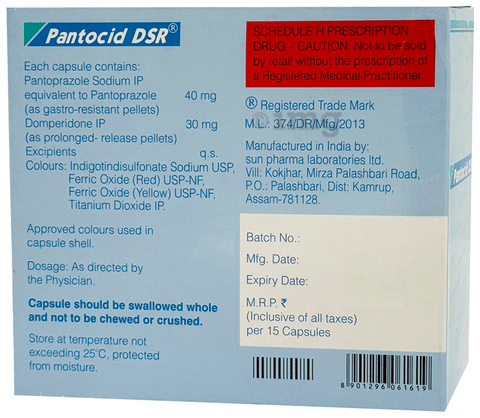 Pantocid DSR®
Each capsule contains:
Pantoprazole Sodium IP
equivalent to Pantoprazole 40 mg
(as gastro-resistant pellets)
Domperidone IP 30 mg
(as prolonged- release pellets)
Excipients q.s.
Colours: Indigotindisulfonate Sodium USP,
Ferric Oxide (Red) USP-NF,
Ferric Oxide (Yellow) USP-NF,
Titanium Dioxide IP.
Approved colours used in
capsule shell.
Dosage: As directed by
the Physician.
Capsule should be swallowed whole
and not to be chewed or crushed.
Store at temperature not
exceeding 25°C, protected
from moisture.
SCHEDULE H PRESCRIPTION
DRUG - CAUTION: Not to be sold
by retail without the prescription of
a Registered Medical Practitioner.
® Registered Trade Mark
1mg
M.L.: 374/DR/Mfg/2013
Manufactured in India by:
sun pharma laboratories ltd.
Vill: Kokjhar, Mirza Palashbari Road,
P.O.: Palashbari, Dist: Kamrup,
Assam-781128.
Batch No.:
Mfg. Date:
Expiry Date:
M.R.P. ₹
(Inclusive of all taxes)
per 15 Capsules
8 901296 061619